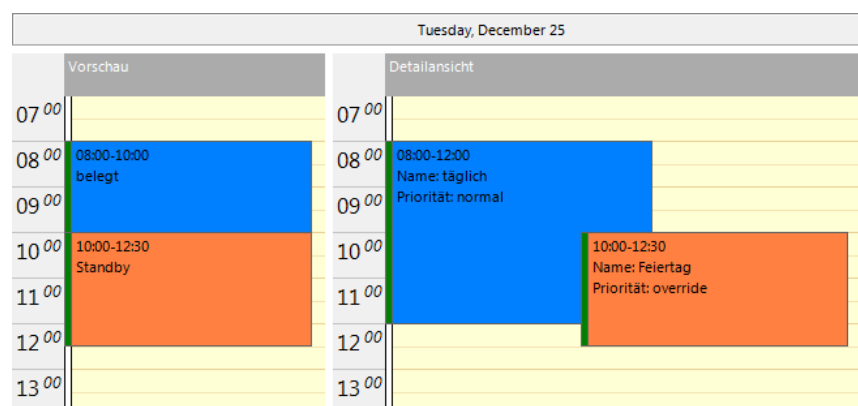 Tuesday, December 25
Vorschau
07 00
08 00
09 00
10 00
11 00
12 00
13 00
08:00-10:00
belegt
10:00-12:30
Standby
Detailansicht
07 00
08 00
09 00
10 00
11 00
12 00
13 00
08:00-12:00
Name: täglich
Priorität: normal
10:00-12:30
Name: Feiertag
Priorität: override